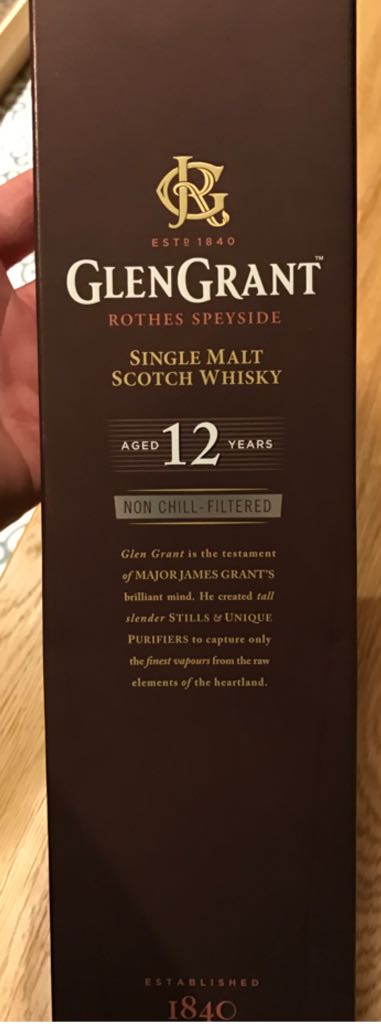 JGR
ESTD 1840
GLENGRANT™
ROTHES SPEYSIDE
SINGLE MALT
SCOTCH WHISKY
AGED 12 YEARS
NON CHILL-FILTERED
Glen Grant is the testament
of MAJOR JAMES GRANT'S
brilliant mind. He created tall
slender STILLS & UNIQUE
PURIFIERS to capture only
the finest vapours from the raw
elements of the heartland.
ESTABLISHED
1840